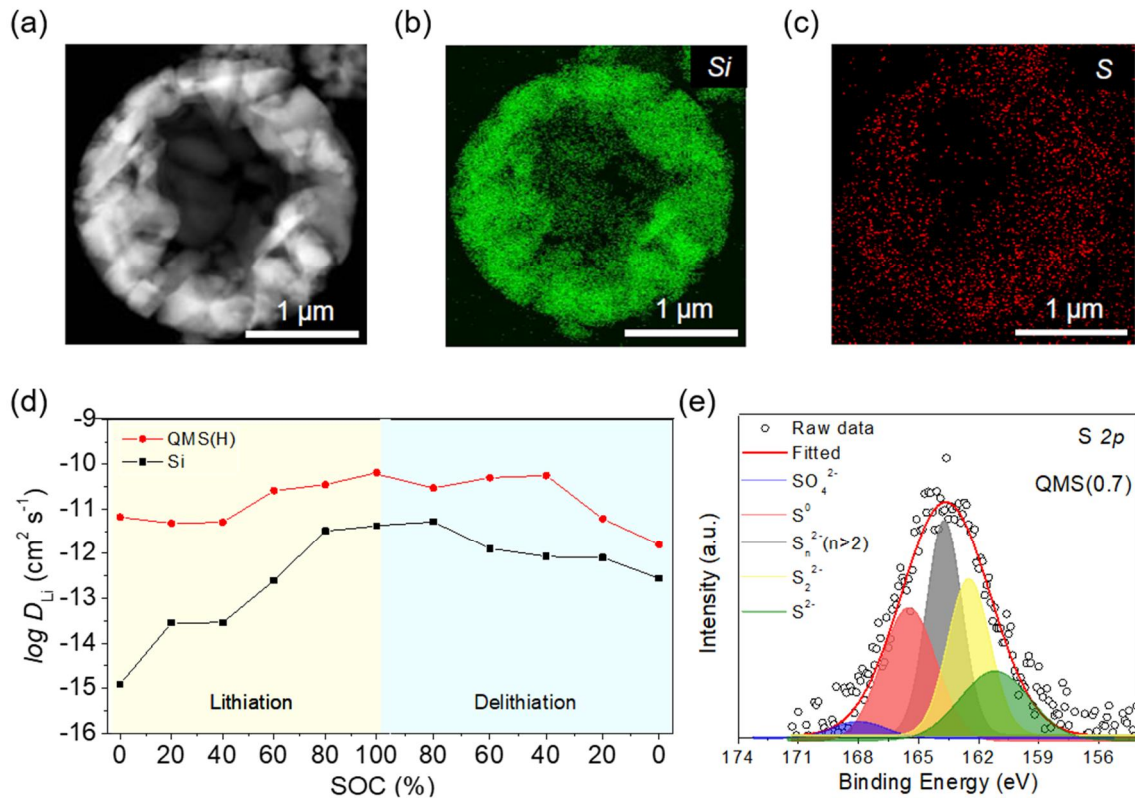 (a)
1 μm
(b)
Si
1 μm
(c)
S
1 μm
(d)
-9
-10
-11
-12
-13
-14
-15
-16
log D_Li (cm² s⁻¹)
QMS(H)
Si
Lithiation
Delithiation
0 20 40 60 80 100 80 60 40 20 0
SOC (%)
(e)
Intensity (a.u.)
Raw data
Fitted
SO₄²⁻
S⁰
Sₙ²⁻(n>2)
S₂²⁻
S²⁻
S 2p
QMS(0.7)
174 171 168 165 162 159 156
Binding Energy (eV)